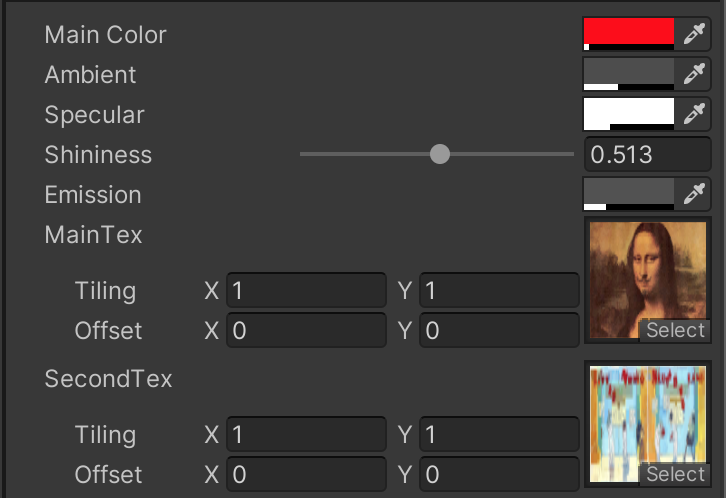 Main Color
Ambient
Specular
Shininess 0.513
Emission
MainTex
Tiling X 1 Y 1
Offset X 0 Y 0
Select
SecondTex
Tiling X 1 Y 1
Offset X 0 Y 0
Select